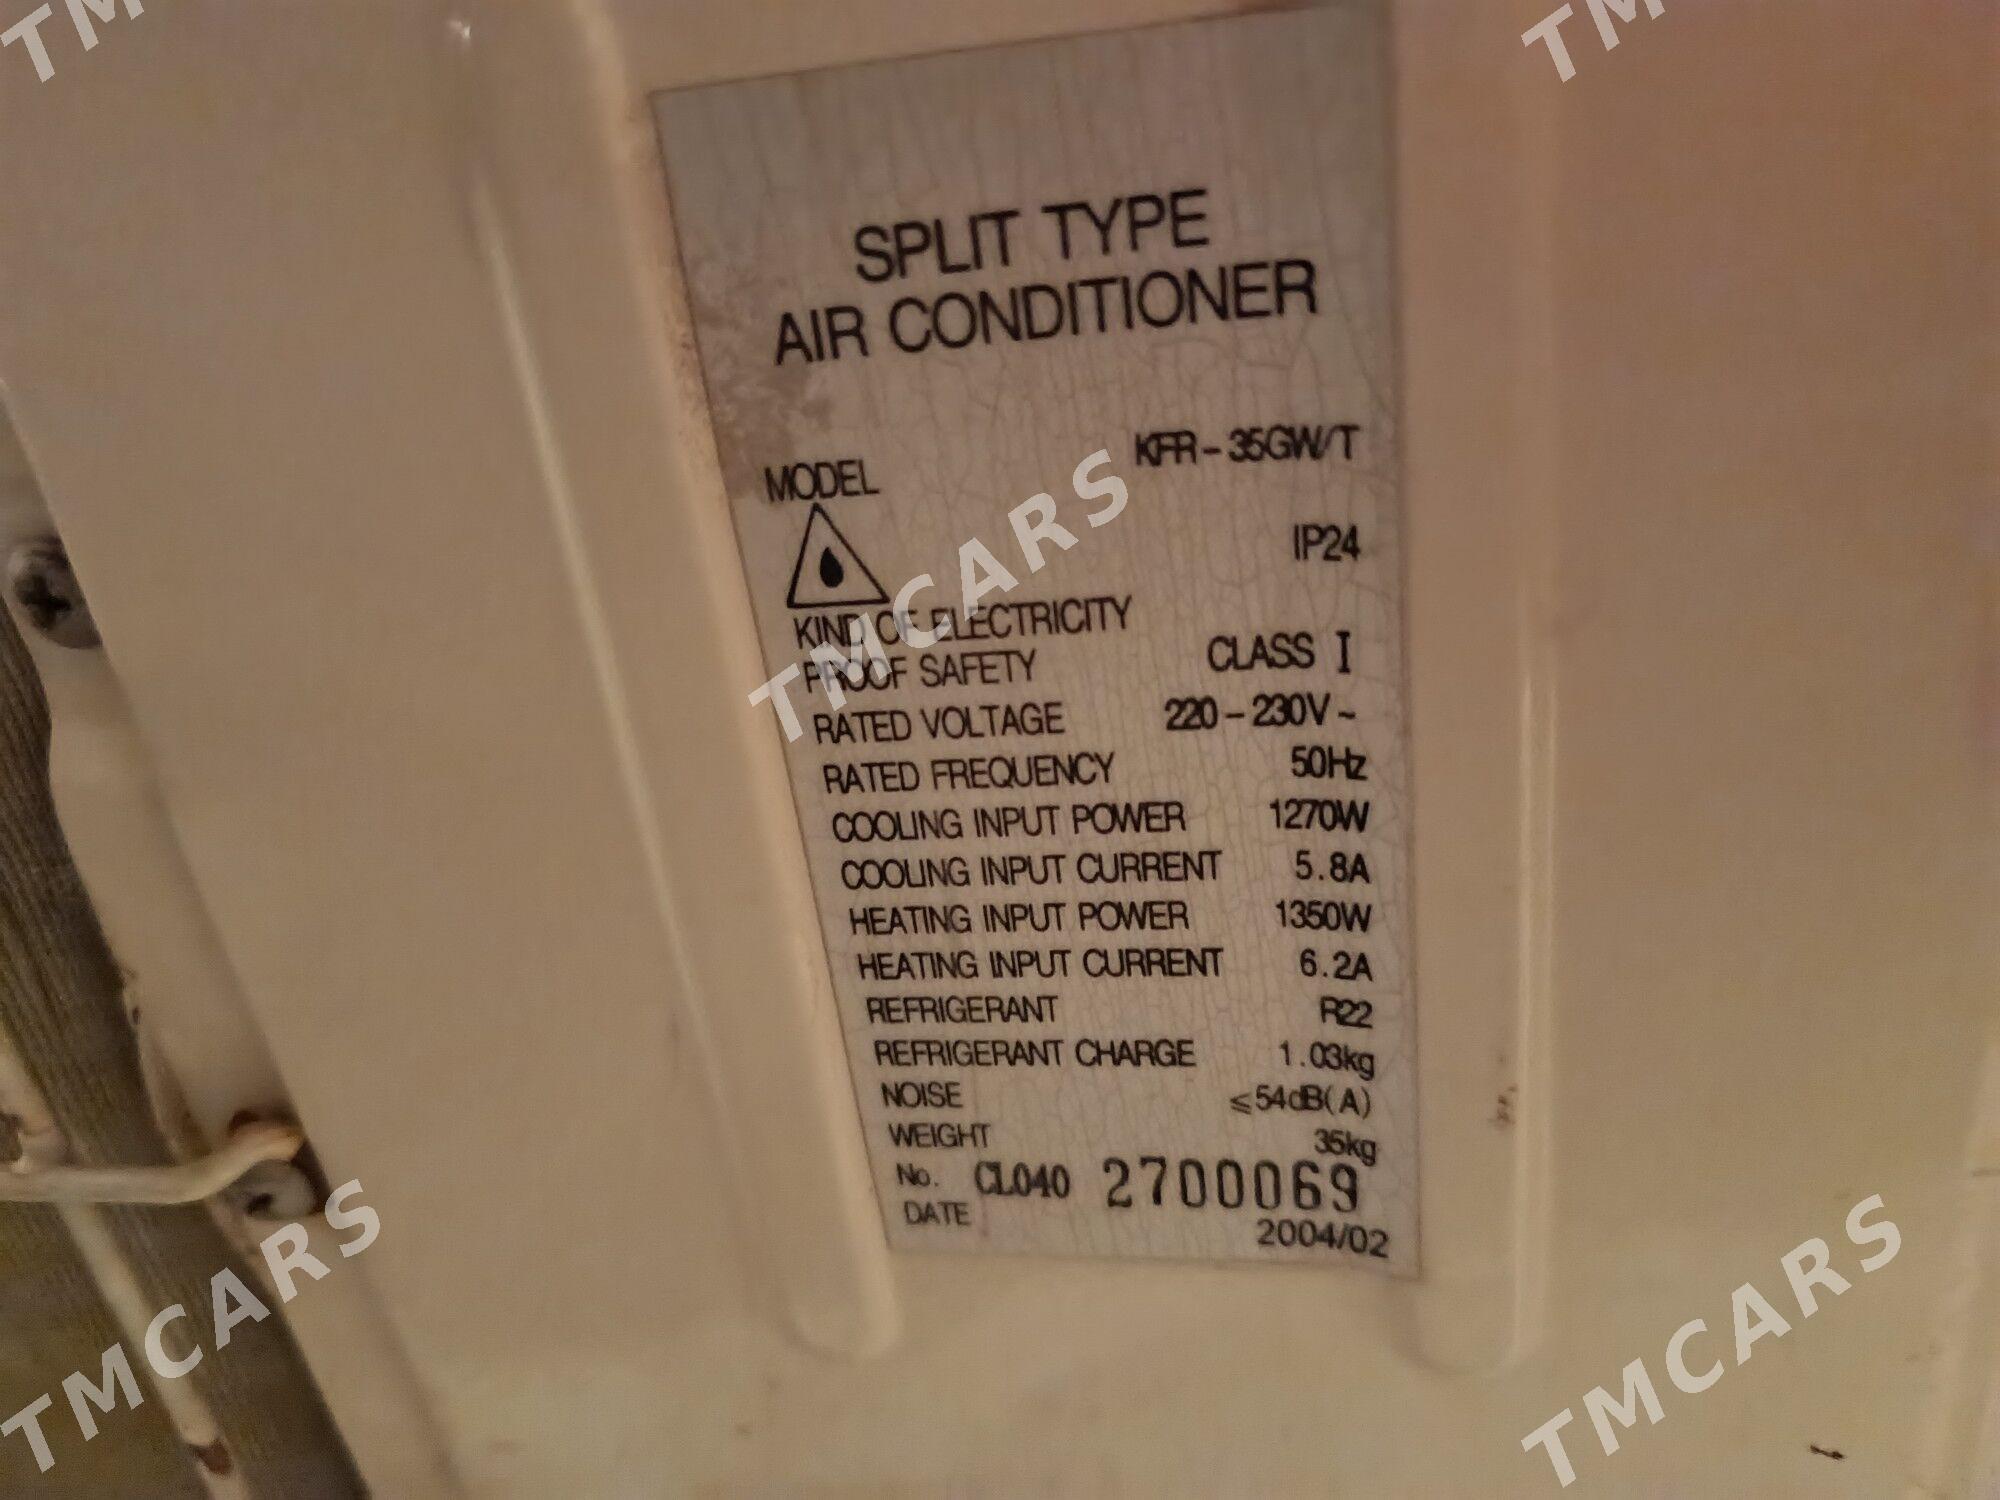 SPLIT TYPE
AIR CONDITIONER
MODEL KFR-35GW/T
IP24
KIND OF ELECTRICITY
PROOF SAFETY CLASS I
RATED VOLTAGE 220-230V~
RATED FREQUENCY 50Hz
COOLING INPUT POWER 1270W
COOLING INPUT CURRENT 5.8A
HEATING INPUT POWER 1350W
HEATING INPUT CURRENT 6.2A
REFRIGERANT R22
REFRIGERANT CHARGE 1.03kg
NOISE ≤54dB(A)
WEIGHT 35kg
No. CL040 2700069
DATE 2004/02
TMCARS
TMCARS
TMCARS
TM
TM